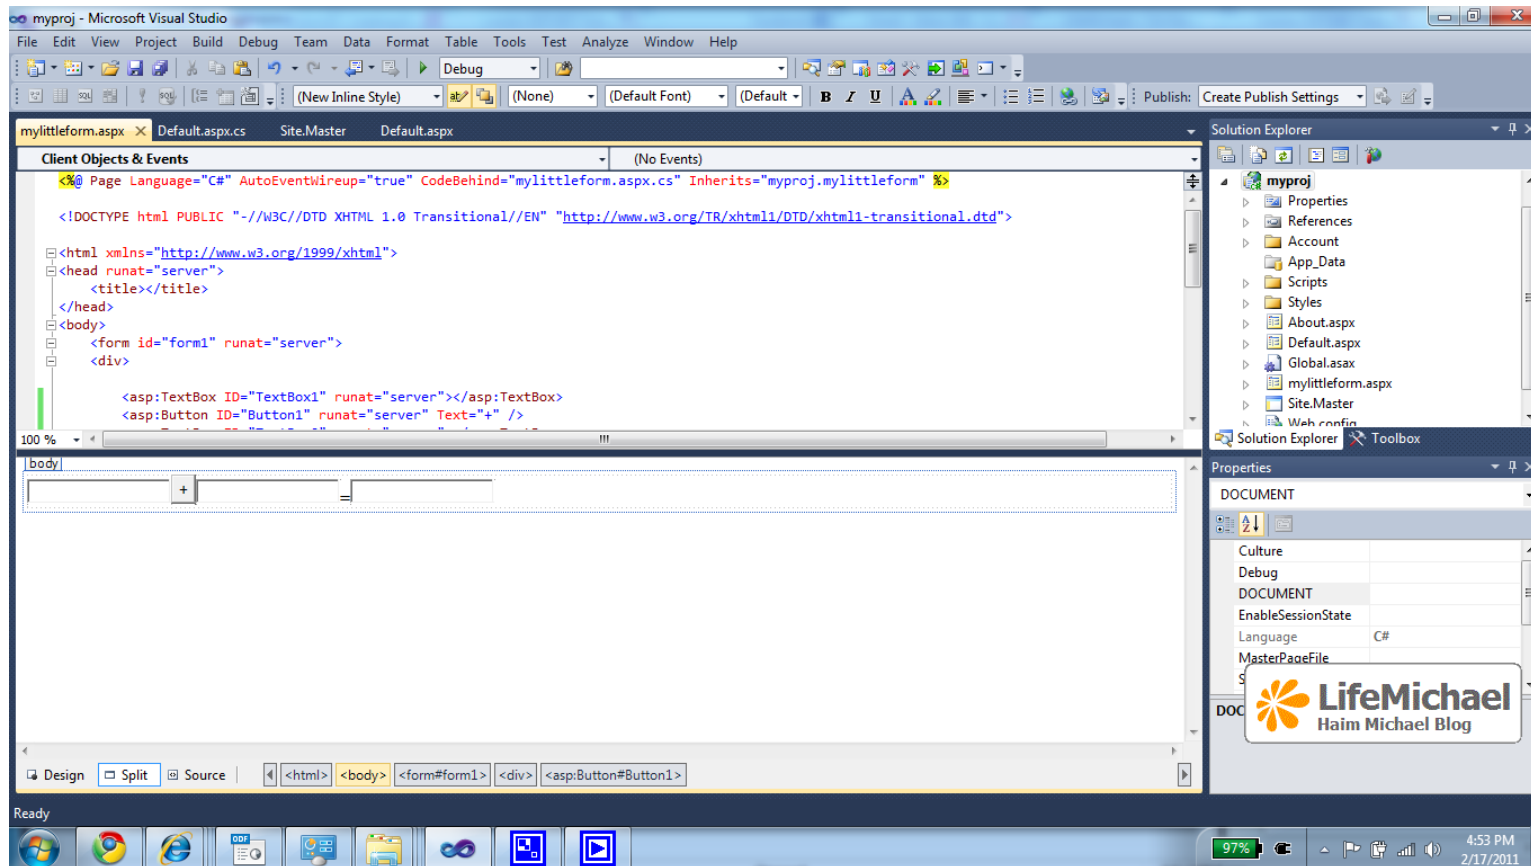 myproj - Microsoft Visual Studio
File Edit View Project Build Debug Team Data Format Table Tools Test Analyze Window Help
Debug
(New Inline Style) (None) (Default Font) (Default B I U A Publish: Create Publish Settings
mylittleform.aspx Default.aspx.cs Site.Master Default.aspx
Client Objects & Events (No Events)
<%@ Page Language="C#" AutoEventWireup="true" CodeBehind="mylittleform.aspx.cs" Inherits="myproj.mylittleform" %>
<!DOCTYPE html PUBLIC "-//W3C//DTD XHTML 1.0 Transitional//EN" "http://www.w3.org/TR/xhtml1/DTD/xhtml1-transitional.dtd">
<html xmlns="http://www.w3.org/1999/xhtml">
<head runat="server">
<title></title>
</head>
<body>
<form id="form1" runat="server">
<div>
<asp:TextBox ID="TextBox1" runat="server"></asp:TextBox>
<asp:Button ID="Button1" runat="server" Text="+" />
100 %
body
+ =
Design Split Source <html> <body> <form#form1> <div> <asp:Button#Button1>
Solution Explorer
myproj
Properties
References
Account
App_Data
Scripts
Styles
About.aspx
Default.aspx
Global.asax
mylittleform.aspx
Site.Master
Web.config
Solution Explorer Toolbox
Properties
DOCUMENT
Culture
Debug
DOCUMENT
EnableSessionState
Language C#
MasterPageFile
DOC
LifeMichael
Haim Michael Blog
Ready
ODF
97%
4:53 PM
2/17/2011